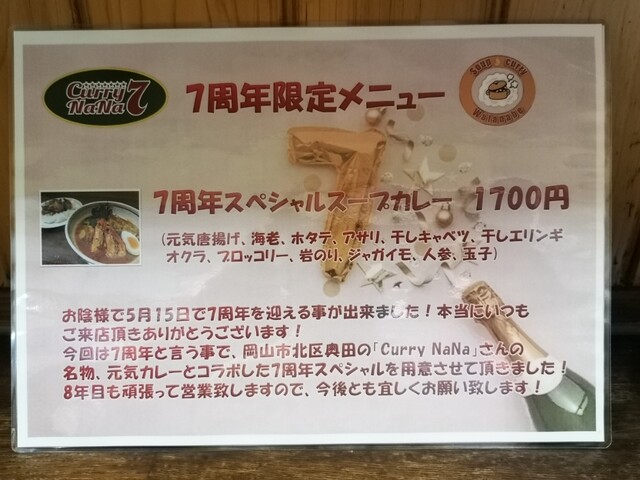 Curry NaNa 7
7周年限定メニュー
Soup Curry
Watanabe
7周年スペシャルスープカレー 1700円
(元気唐揚げ、海老、ホタテ、アサリ、干しキャベツ、干しエリンギ
オクラ、ブロッコリー、岩のり、ジャガイモ、人参、玉子)
お陰様で5月15日で7周年を迎える事が出来ました!本当にいつも
ご来店頂きありがとうございます!
今回は7周年と言う事で、岡山市北区奥田の「Curry NaNa」さんの
名物、元気カレーとコラボした7周年スペシャルを用意させて頂きました!
8年目も頑張って営業致しますので、今後とも宜しくお願い致します!